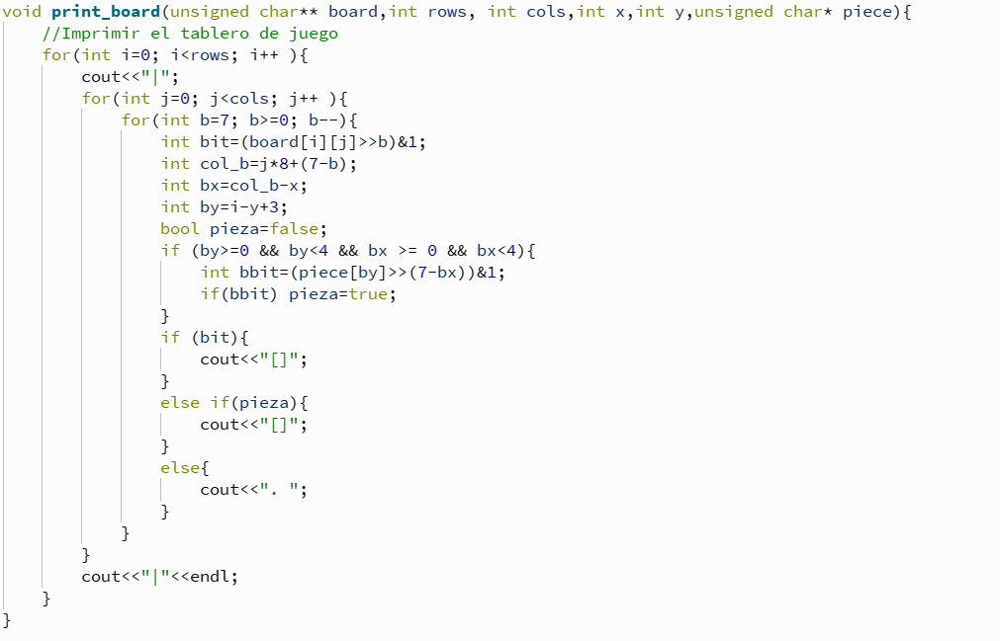 void print_board(unsigned char** board,int rows, int cols,int x,int y,unsigned char* piece){
    //Imprimir el tablero de juego
    for(int i=0; i<rows; i++ ){
        cout<<"|";
        for(int j=0; j<cols; j++ ){
            for(int b=7; b>=0; b--){
                int bit=(board[i][j]>>b)&1;
                int col_b=j*8+(7-b);
                int bx=col_b-x;
                int by=i-y+3;
                bool pieza=false;
                if (by>=0 && by<4 && bx >= 0 && bx<4){
                    int bbit=(piece[by]>>(7-bx))&1;
                    if(bbit) pieza=true;
                }
                if (bit){
                    cout<<"[]";
                }
                else if(pieza){
                    cout<<"[]";
                }
                else{
                    cout<<". ";
                }
            }
        }
        cout<<"|"<<endl;
    }
}